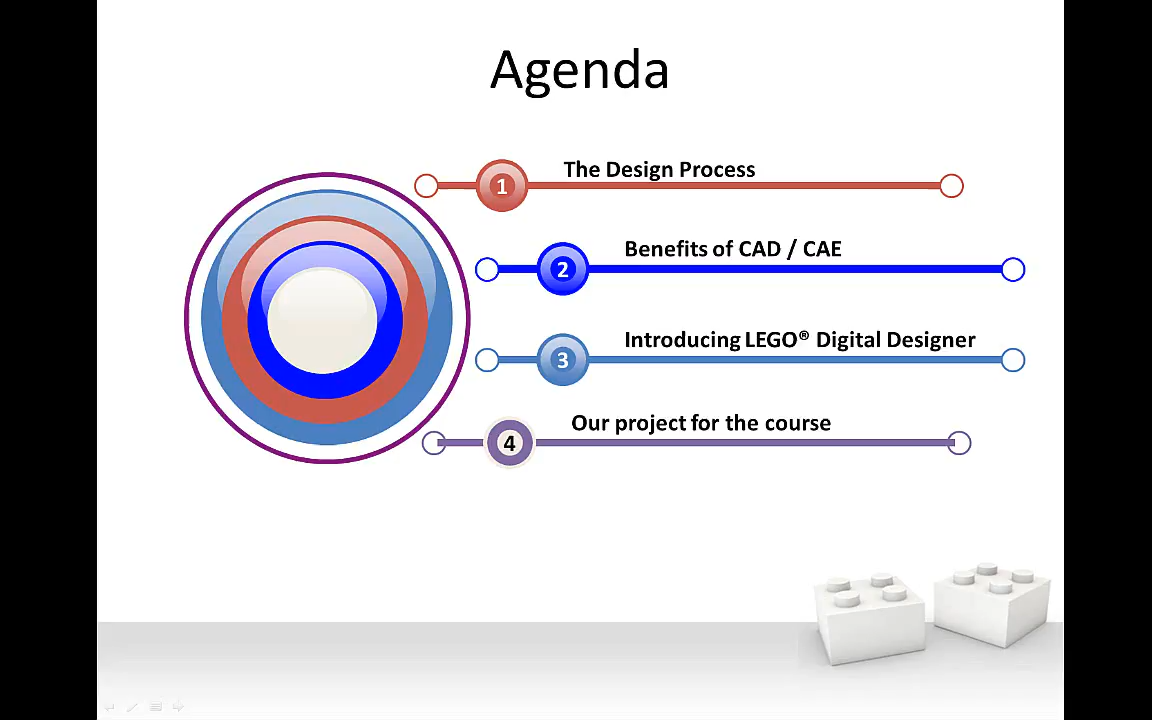 Agenda
The Design Process
1
Benefits of CAD / CAE
2
Introducing LEGO® Digital Designer
3
Our project for the course
4